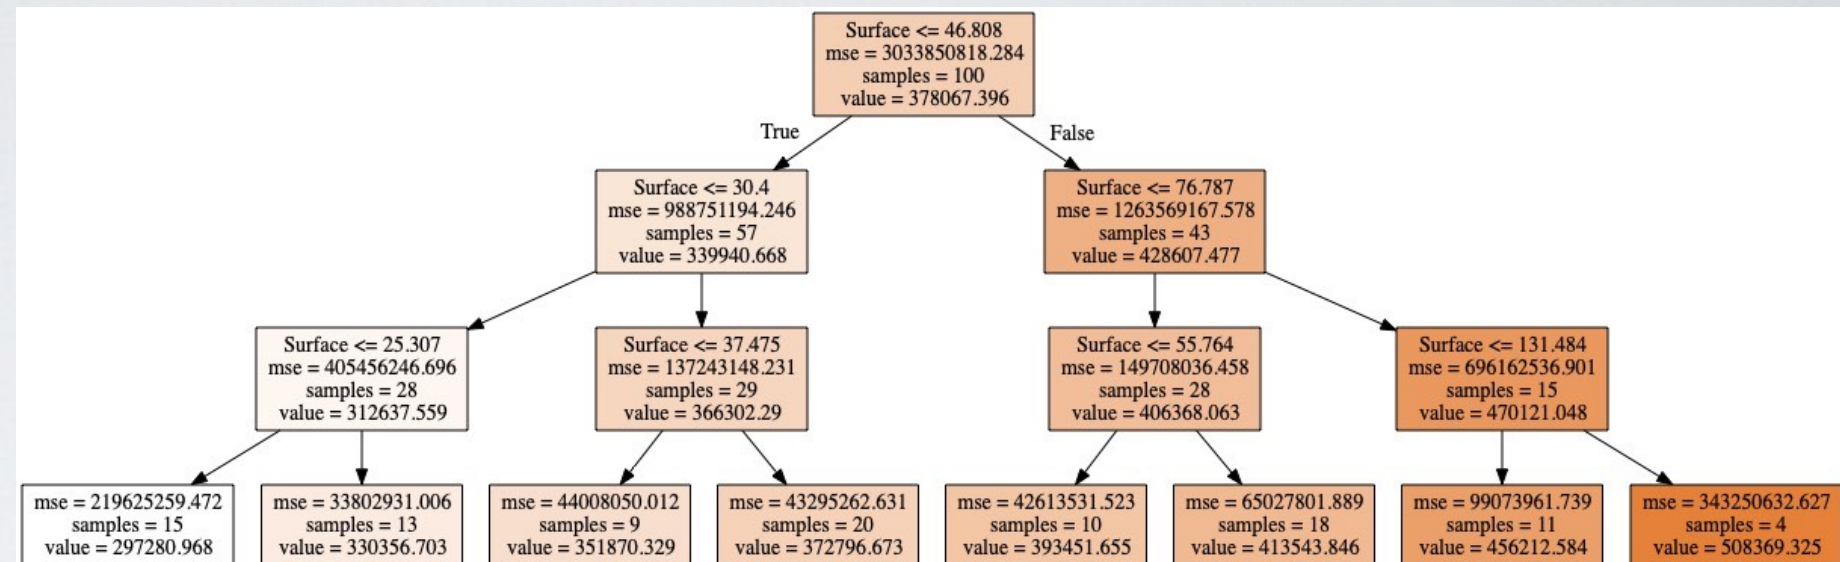 Surface <= 46.808
mse = 3033850818.284
samples = 100
value = 378067.396
True
False
Surface <= 30.4
mse = 988751194.246
samples = 57
value = 339940.668
Surface <= 76.787
mse = 1263569167.578
samples = 43
value = 428607.477
Surface <= 25.307
mse = 405456246.696
samples = 28
value = 312637.559
Surface <= 37.475
mse = 137243148.231
samples = 29
value = 366302.29
Surface <= 55.764
mse = 149708036.458
samples = 28
value = 406368.063
Surface <= 131.484
mse = 696162536.901
samples = 15
value = 470121.048
mse = 219625259.472
samples = 15
value = 297280.968
mse = 33802931.006
samples = 13
value = 330356.703
mse = 44008050.012
samples = 9
value = 351870.329
mse = 43295262.631
samples = 20
value = 372796.673
mse = 42613531.523
samples = 10
value = 393451.655
mse = 65027801.889
samples = 18
value = 413543.846
mse = 99073961.739
samples = 11
value = 456212.584
mse = 343250632.627
samples = 4
value = 508369.325